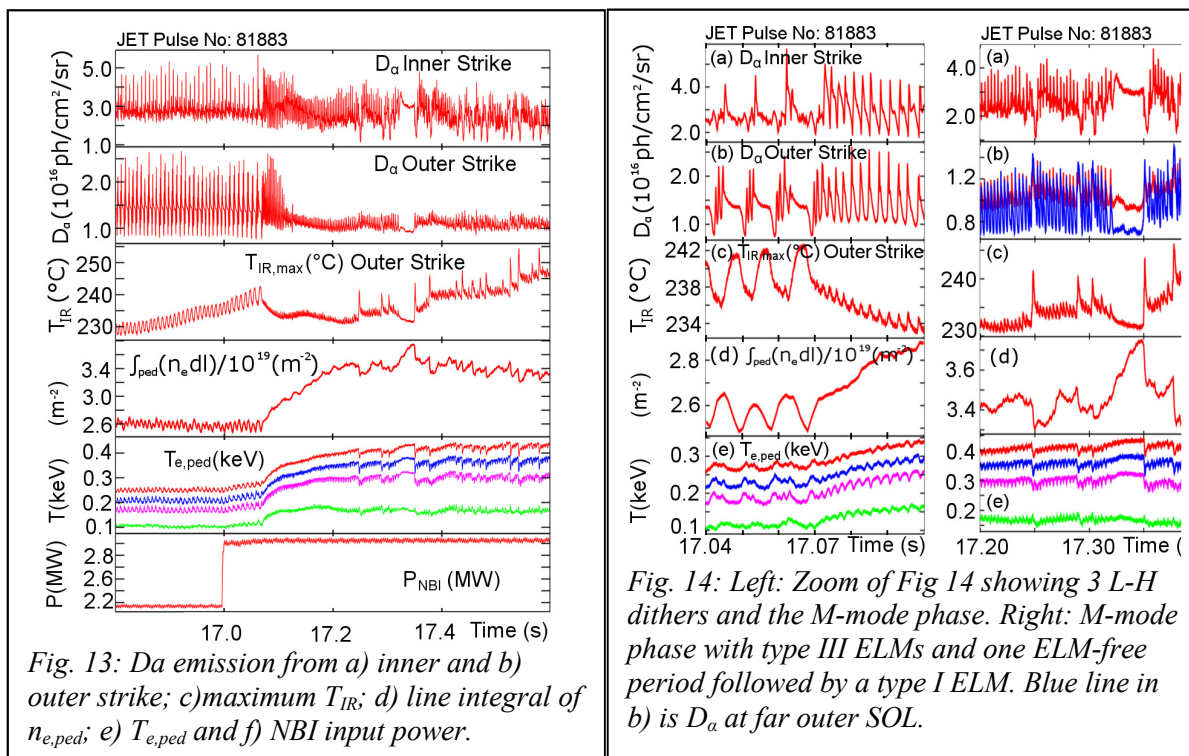 JET Pulse No: 81883
5.0
3.0
1.0
Dα Inner Strike
Dα Outer Strike
2.0
1.0
Dα (10¹⁶ph/cm²/sr)
TIR,max(°C) Outer Strike
250
240
230
TIR (°C)
∫ped(nedl)/10¹⁹(m⁻²)
3.4
3.0
2.6
(m⁻²)
Te,ped(keV)
0.4
0.3
0.2
0.1
T(keV)
PNBI (MW)
2.8
2.6
2.2
P(MW)
17.0 17.2 17.4 Time (s)
Fig. 13: Da emission from a) inner and b)
outer strike; c)maximum TIR; d) line integral of
ne,ped; e) Te,ped and f) NBI input power.
JET Pulse No: 81883
JET Pulse No: 81883
(a) Dα Inner Strike
4.0
2.0
(b) Dα Outer Strike
2.0
1.0
Dα (10¹⁶ph/cm²/sr)
(c) TIR,max(°C) Outer Strike
242
238
236
234
TIR (°C)
(d) ∫ped(nedl)/10¹⁹(m⁻²)
2.8
2.6
(m⁻²)
(e) Te,ped(keV)
0.3
0.2
0.1
T(keV)
17.04 17.07 Time (s)
(a)
4.0
2.0
(b)
1.2
0.8
(c)
240
230
(d)
3.6
3.4
0.4
0.3
0.2
(e)
17.20 17.30 Time (s)
Fig. 14: Left: Zoom of Fig 14 showing 3 L-H
dithers and the M-mode phase. Right: M-mode
phase with type III ELMs and one ELM-free
period followed by a type I ELM. Blue line in
b) is Dα at far outer SOL.